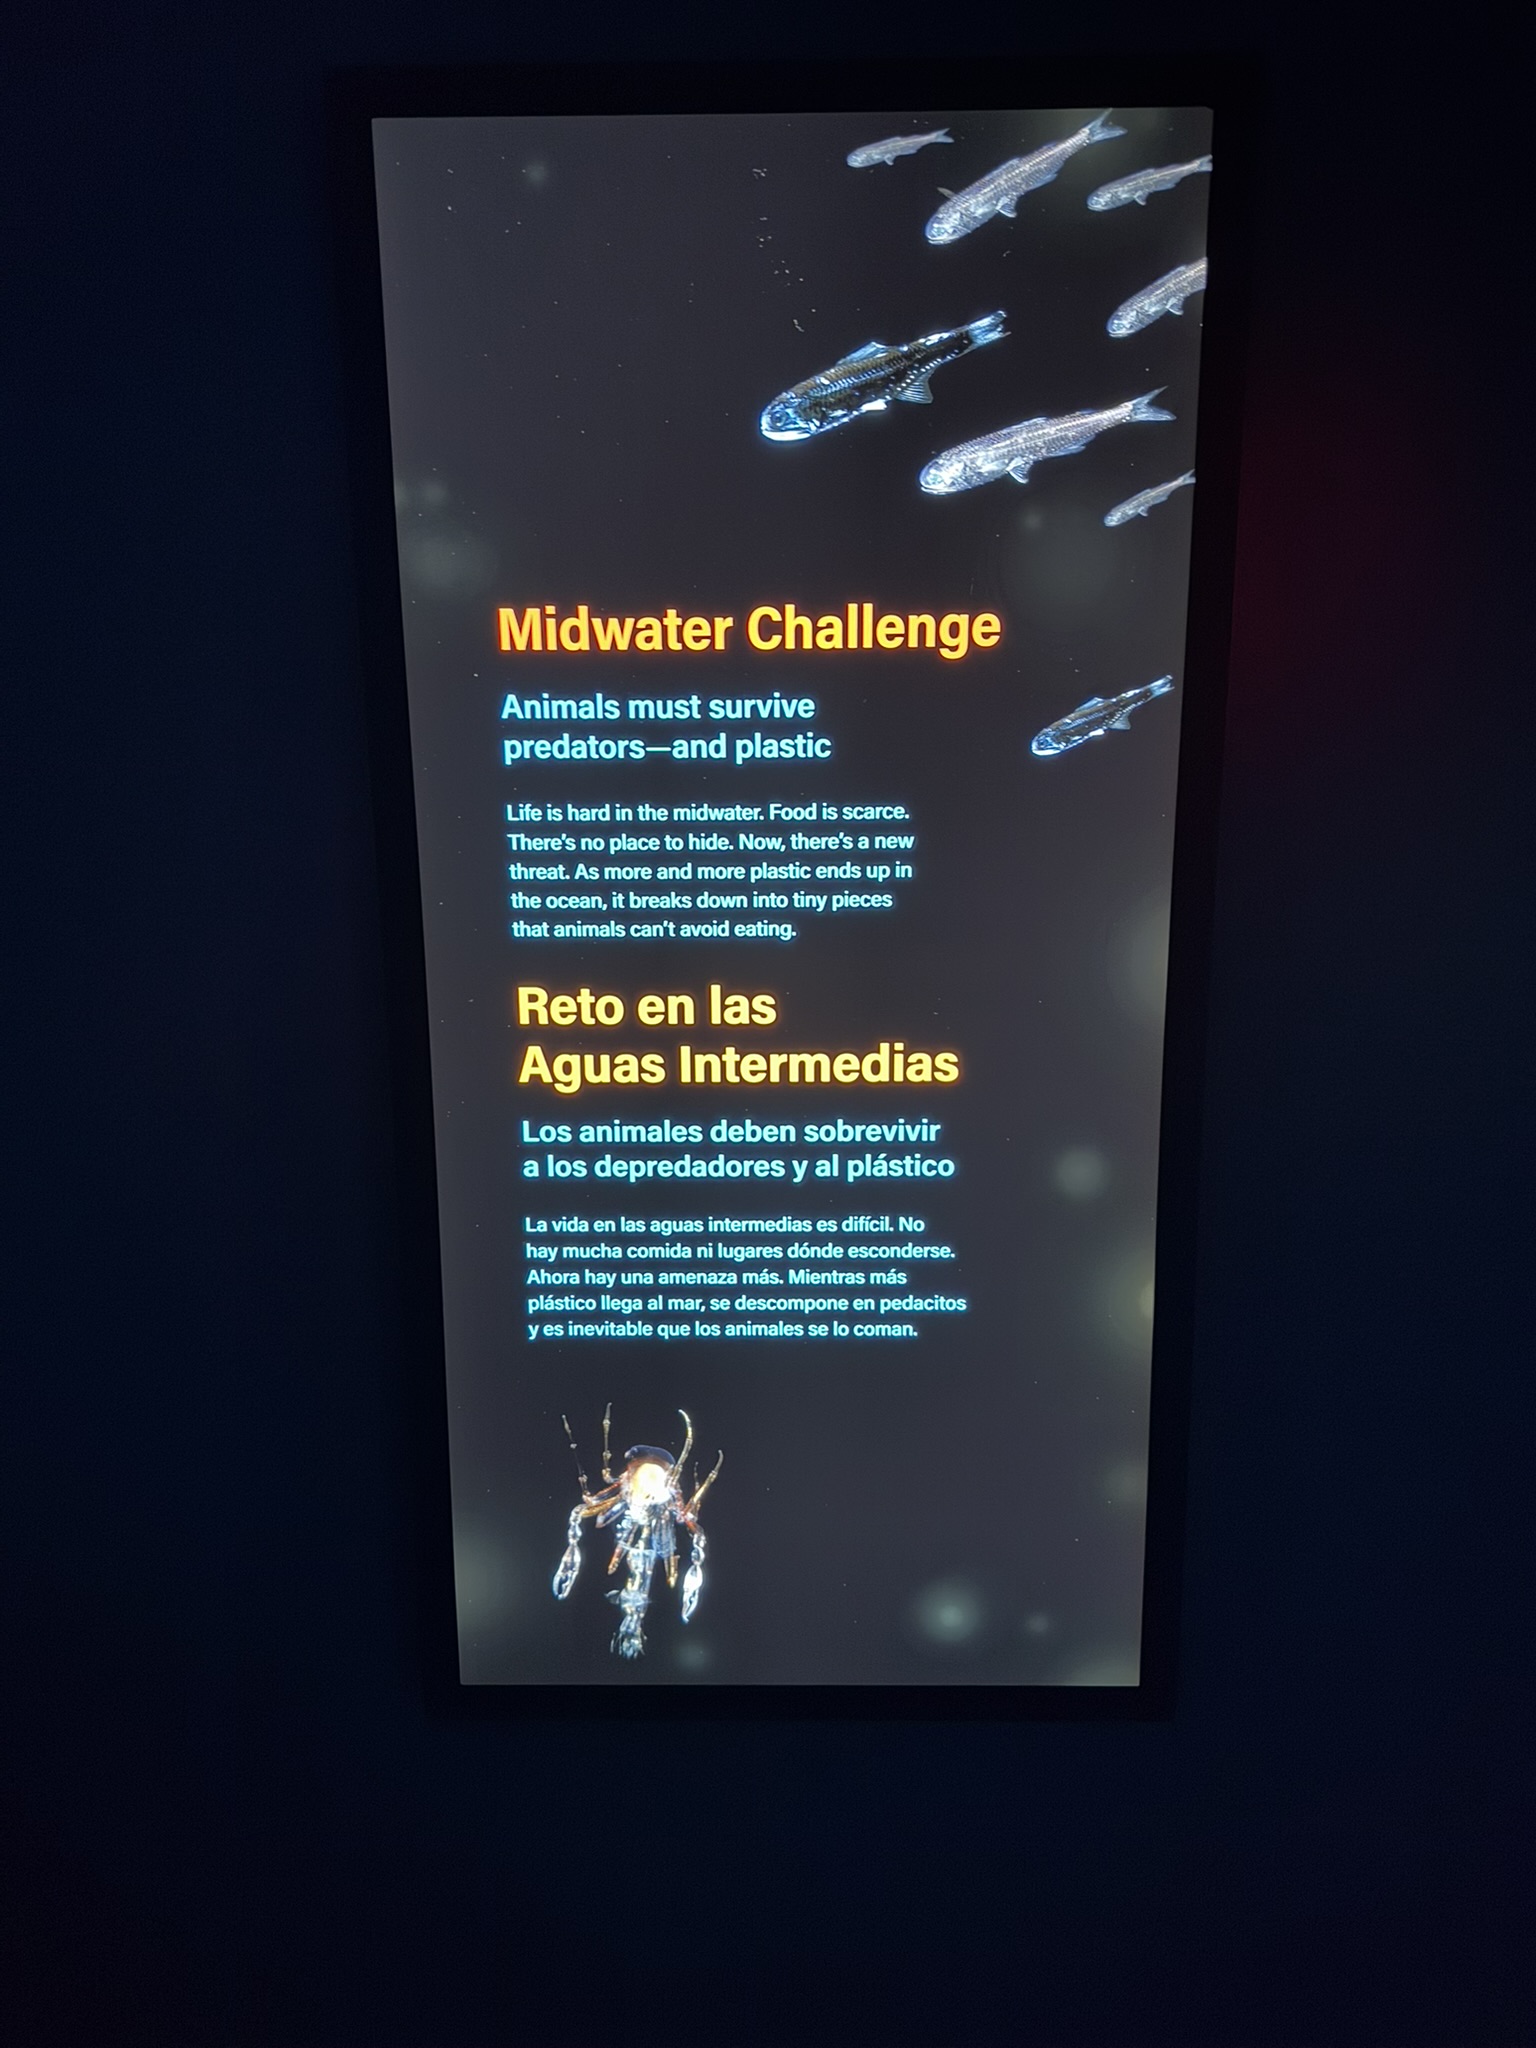 Midwater Challenge
Animals must survive
predators—and plastic
Life is hard in the midwater. Food is scarce.
There's no place to hide. Now, there's a new
threat. As more and more plastic ends up in
the ocean, it breaks down into tiny pieces
that animals can't avoid eating.
Reto en las
Aguas Intermedias
Los animales deben sobrevivir
a los depredadores y al plástico
La vida en las aguas intermedias es difícil. No
hay mucha comida ni lugares dónde esconderse.
Ahora hay una amenaza más. Mientras más
plástico llega al mar, se descompone en pedacitos
y es inevitable que los animales se lo coman.